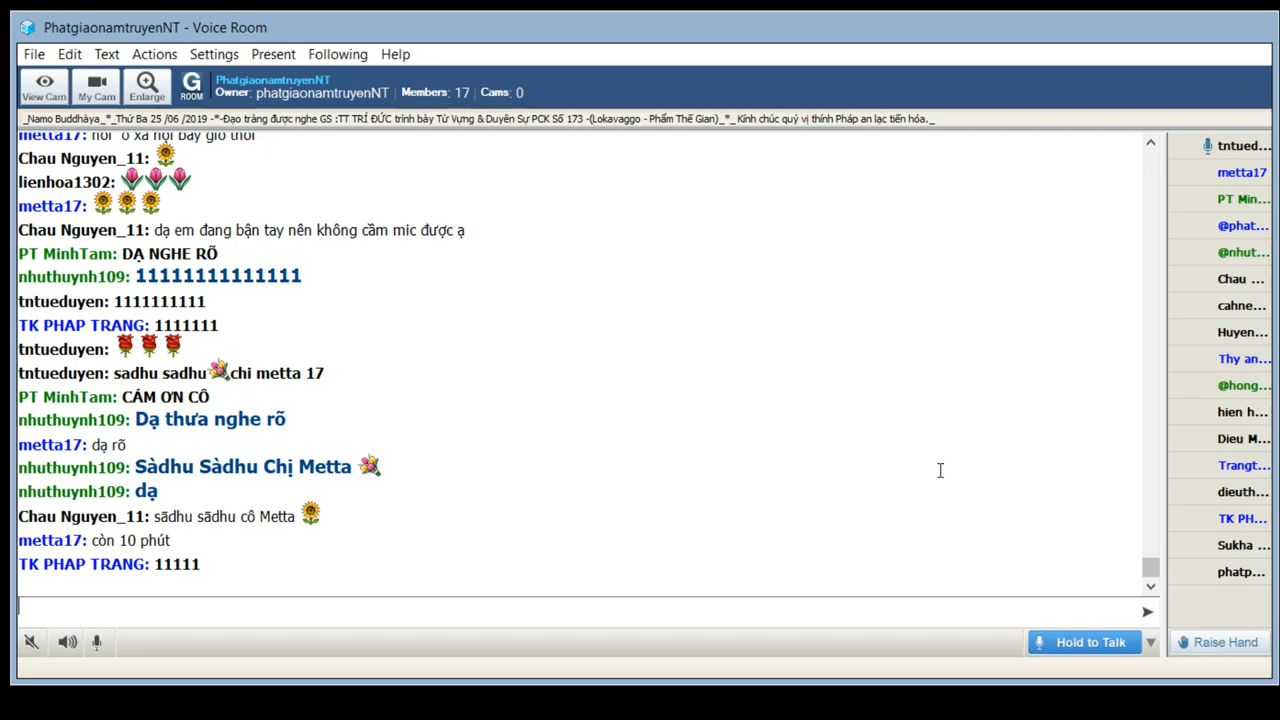 PhatgiaonamtruyenNT - Voice Room
File Edit Text Actions Settings Present Following Help
View Cam My Cam Enlarge G ROOM PhatgiaonamtruyenNT
Owner: phatgiaonamtruyenNT Members: 17 Cams: 0
_Namo Buddhàya_*_Thứ Ba 25 /06 /2019 -*-Đạo tràng được nghe GS :TT TRÍ ĐỨC trình bày Từ Vựng & Duyên Sự PCK Số 173 -(Lokavaggo - Phẩm Thế Gian)_*_ Kính chúc quý vị thính Pháp an lạc tiến hóa._
metta17:
Chau Nguyen_11:
lienhoa1302:
metta17:
Chau Nguyen_11: dạ em đang bận tay nên không cầm mic được ạ
PT MinhTam: DẠ NGHE RÕ
nhuthuynh109: 11111111111111
tntueduyen: 1111111111
TK PHAP TRANG: 1111111
tntueduyen:
tntueduyen: sadhu sadhu chi metta 17
PT MinhTam: CÁM ƠN CÔ
nhuthuynh109: Dạ thưa nghe rõ
metta17: dạ rõ
nhuthuynh109: Sàdhu Sàdhu Chị Metta
nhuthuynh109: dạ
Chau Nguyen_11: sādhu sādhu cô Metta
metta17: còn 10 phút
TK PHAP TRANG: 11111
tntued...
metta17
PT Min...
@phat...
@nhut...
Chau ...
cahne...
Huyen...
Thy an...
@hong...
hien h...
Dieu M...
Trangt...
dieuth...
TK PH...
Sukha ...
phatp...
Hold to Talk
Raise Hand